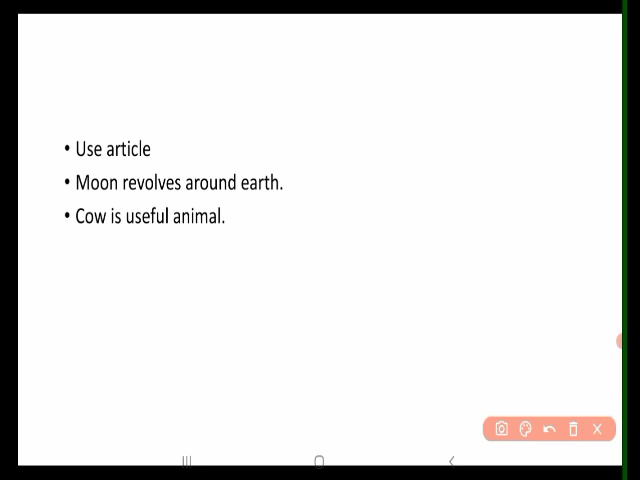 • Use article
• Moon revolves around earth.
• Cow is useful animal.